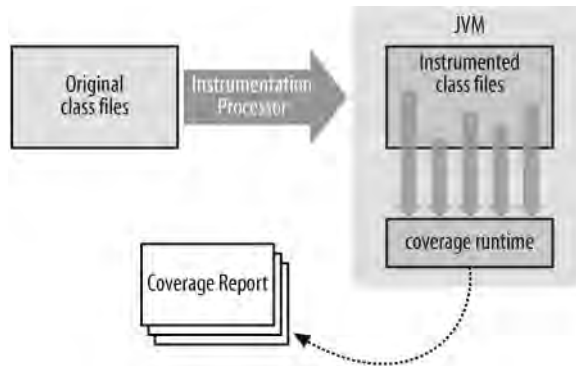 JVM
Original
class files
Instrumentation
Processor
Instrumented
class files
coverage runtime
Coverage Report